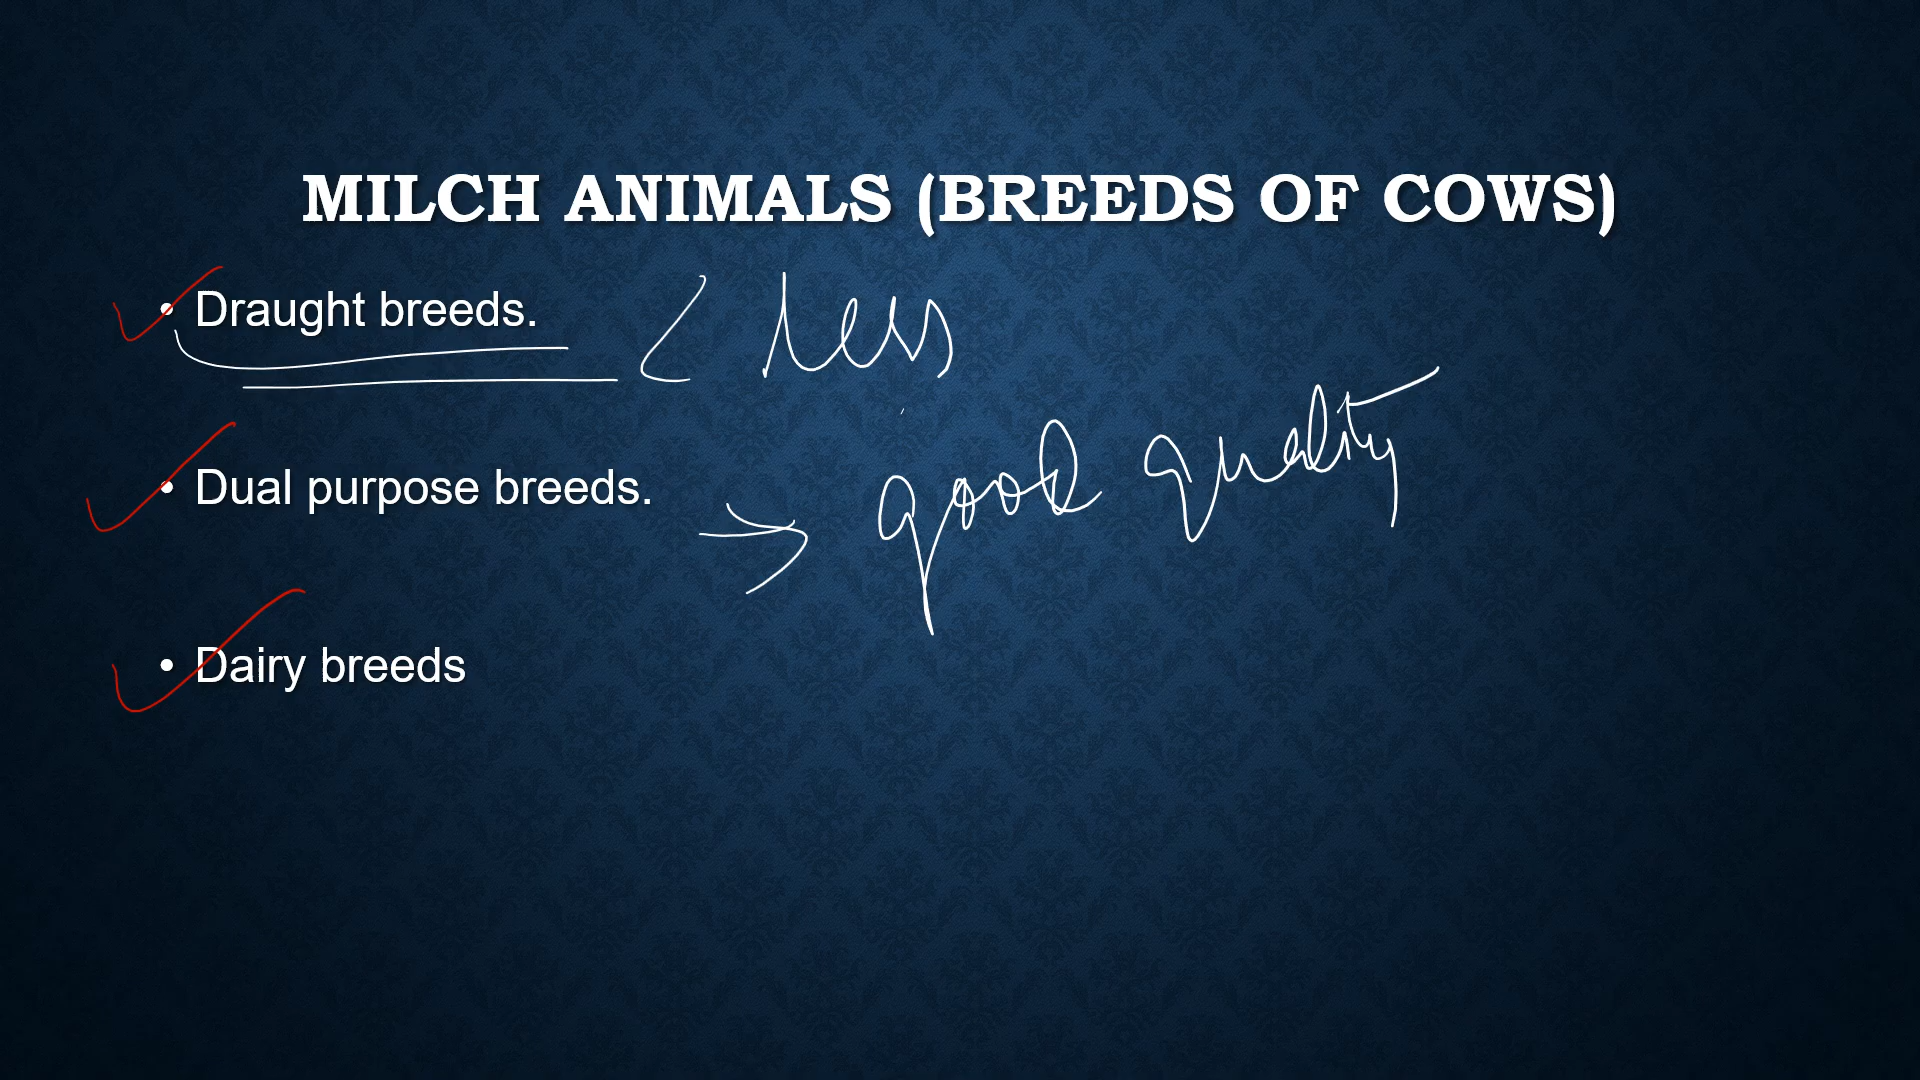 MILCH ANIMALS (BREEDS OF COWS)
• Draught breeds. < less
• Dual purpose breeds. → good quality
• Dairy breeds